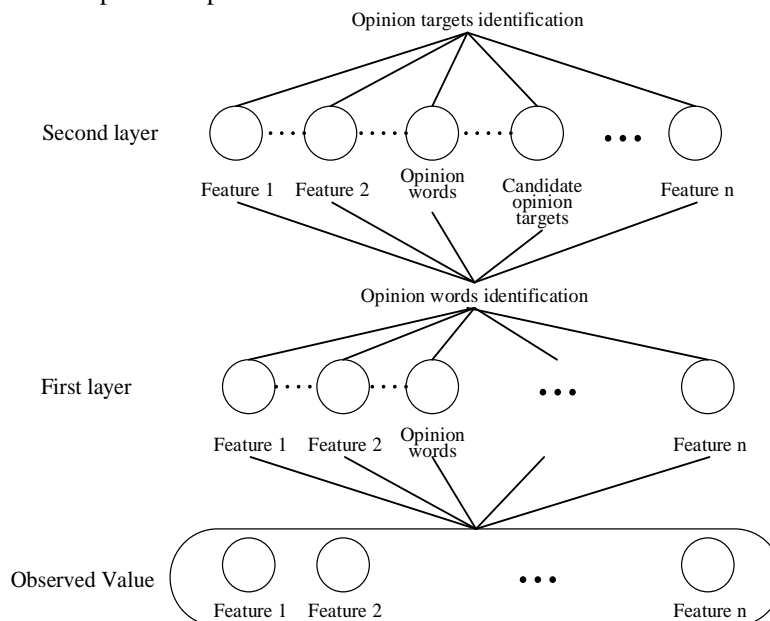 Opinion targets identification
Second layer
Feature 1 Feature 2 Opinion words Candidate opinion targets Feature n
Opinion words identification
First layer
Feature 1 Feature 2 Opinion words Feature n
Observed Value
Feature 1 Feature 2 Feature n